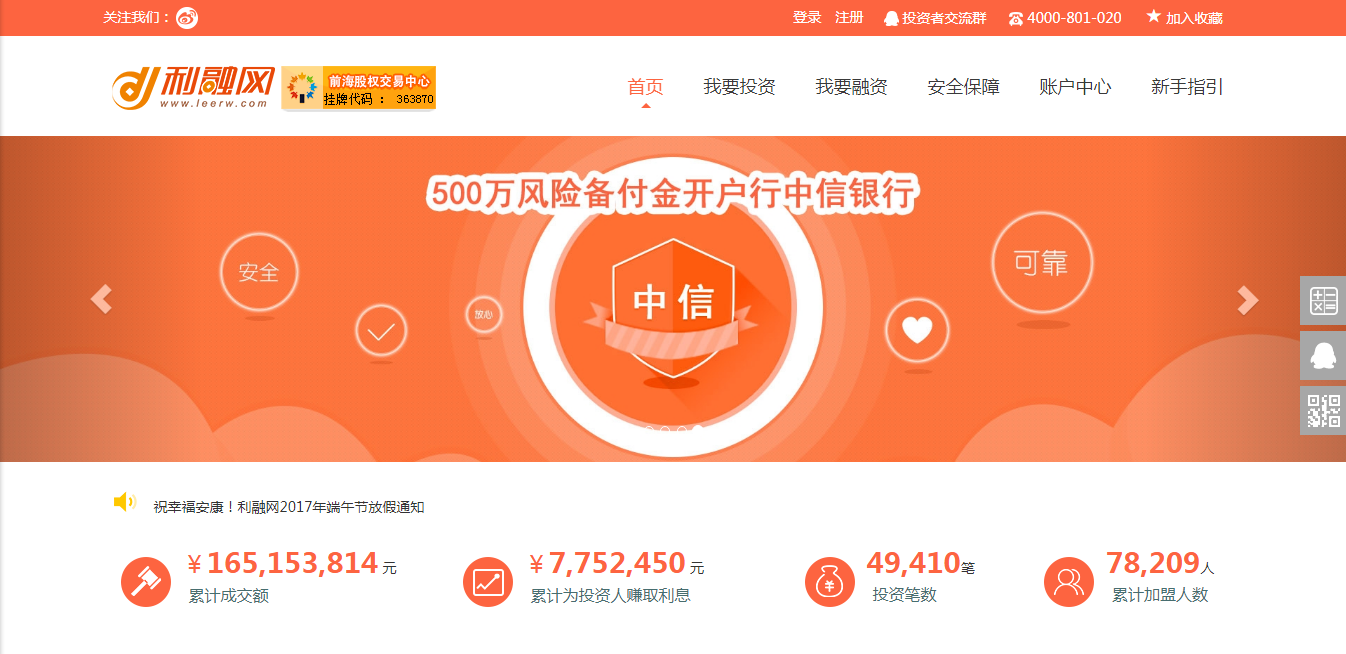 关注我们：
登录 注册 投资者交流群 4000-801-020 加入收藏
利融网
www.leerw.com
前海股权交易中心
挂牌代码 ： 363870
首页 我要投资 我要融资 安全保障 账户中心 新手指引
500万风险备付金开户行中信银行
安全
可靠
放心
中信
祝幸福安康！利融网2017年端午节放假通知
¥ 165,153,814 元
累计成交额
¥ 7,752,450 元
累计为投资人赚取利息
49,410笔
投资笔数
78,209人
累计加盟人数